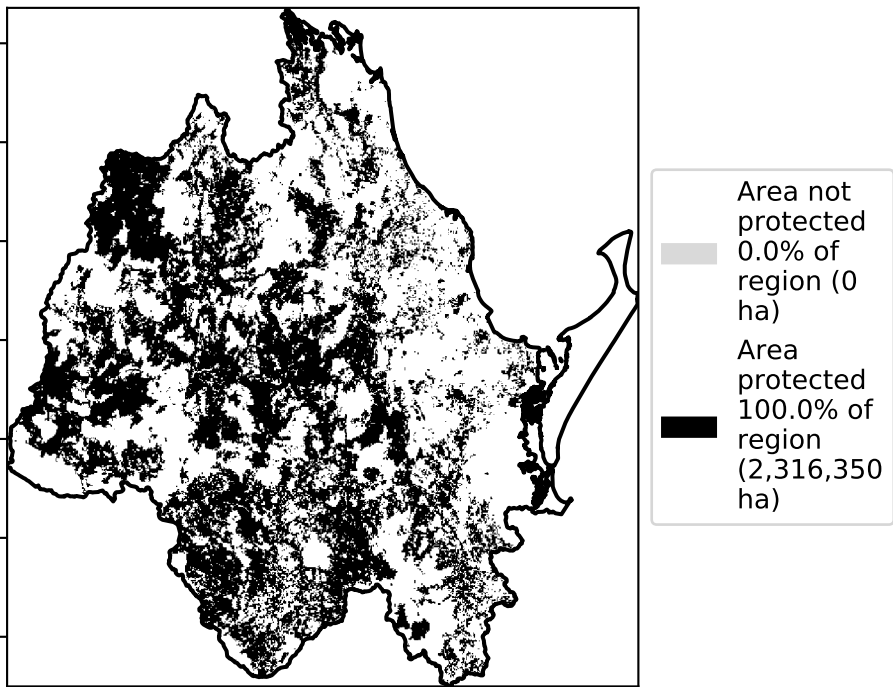 Area not
protected
0.0% of
region (0
ha)
Area
protected
100.0% of
region
(2,316,350
ha)